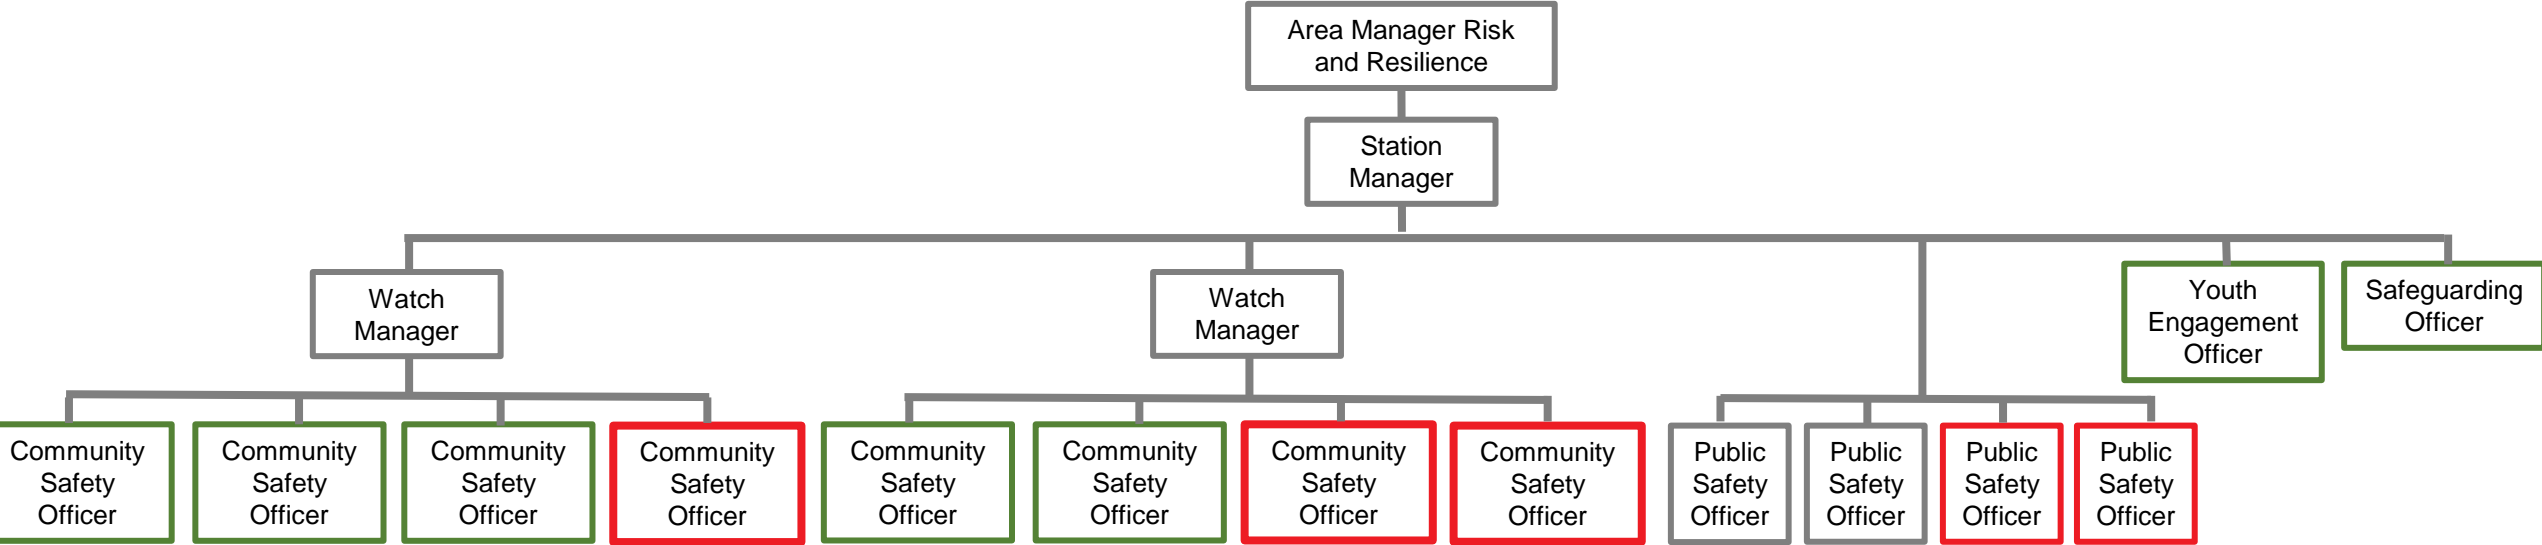 Area Manager Risk
and Resilience
Station
Manager
Watch
Manager
Watch
Manager
Youth
Engagement
Officer
Safeguarding
Officer
Community
Safety
Officer
Community
Safety
Officer
Community
Safety
Officer
Community
Safety
Officer
Community
Safety
Officer
Community
Safety
Officer
Community
Safety
Officer
Community
Safety
Officer
Public
Safety
Officer
Public
Safety
Officer
Public
Safety
Officer
Public
Safety
Officer